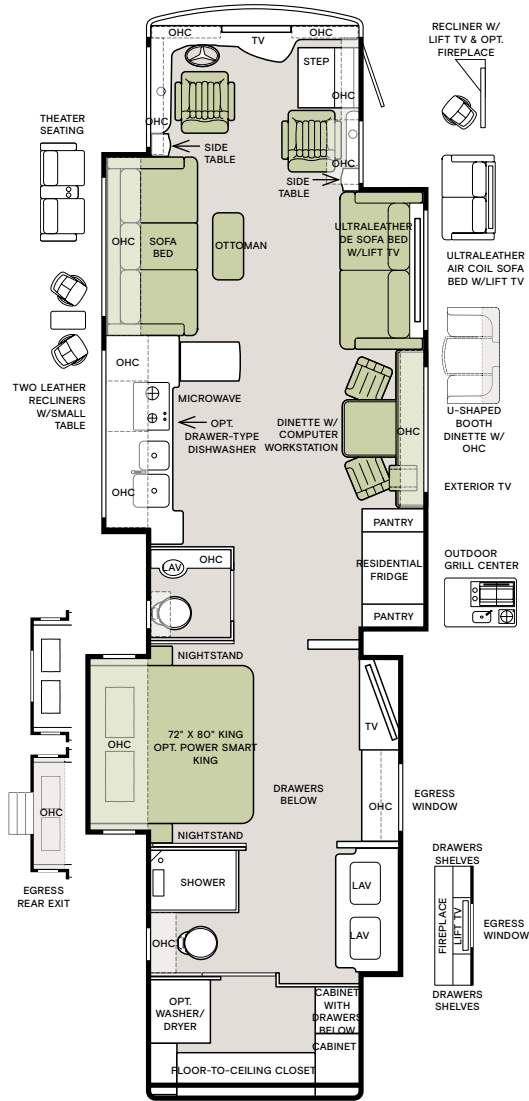 OHC
TV
OHC
RECLINER W/
LIFT TV & OPT.
FIREPLACE
STEP
OHC
OHC
THEATER
SEATING
SIDE
TABLE
OHC
SIDE
TABLE
OHC
SOFA
BED
OTTOMAN
ULTRALEATHER
DE SOFA BED
W/LIFT TV
ULTRALEATHER
AIR COIL SOFA
BED W/LIFT TV
TWO LEATHER
RECLINERS
W/SMALL
TABLE
OHC
MICROWAVE
OPT.
DRAWER-TYPE
DISHWASHER
DINETTE W/
COMPUTER
WORKSTATION
OHC
U-SHAPED
BOOTH
DINETTE W/
OHC
OHC
EXTERIOR TV
PANTRY
RESIDENTIAL
FRIDGE
PANTRY
OUTDOOR
GRILL CENTER
LAV
OHC
NIGHTSTAND
72" X 80" KING
OPT. POWER SMART
KING
OHC
TV
DRAWERS
BELOW
OHC
EGRESS
WINDOW
OHC
EGRESS
REAR EXIT
NIGHTSTAND
SHOWER
LAV
LAV
OHC
DRAWERS
SHELVES
FIREPLACE
LIFT TV
EGRESS
WINDOW
DRAWERS
SHELVES
OPT.
WASHER/
DRYER
CABINET
WITH
DRAWERS
BELOW
CABINET
FLOOR-TO-CEILING CLOSET